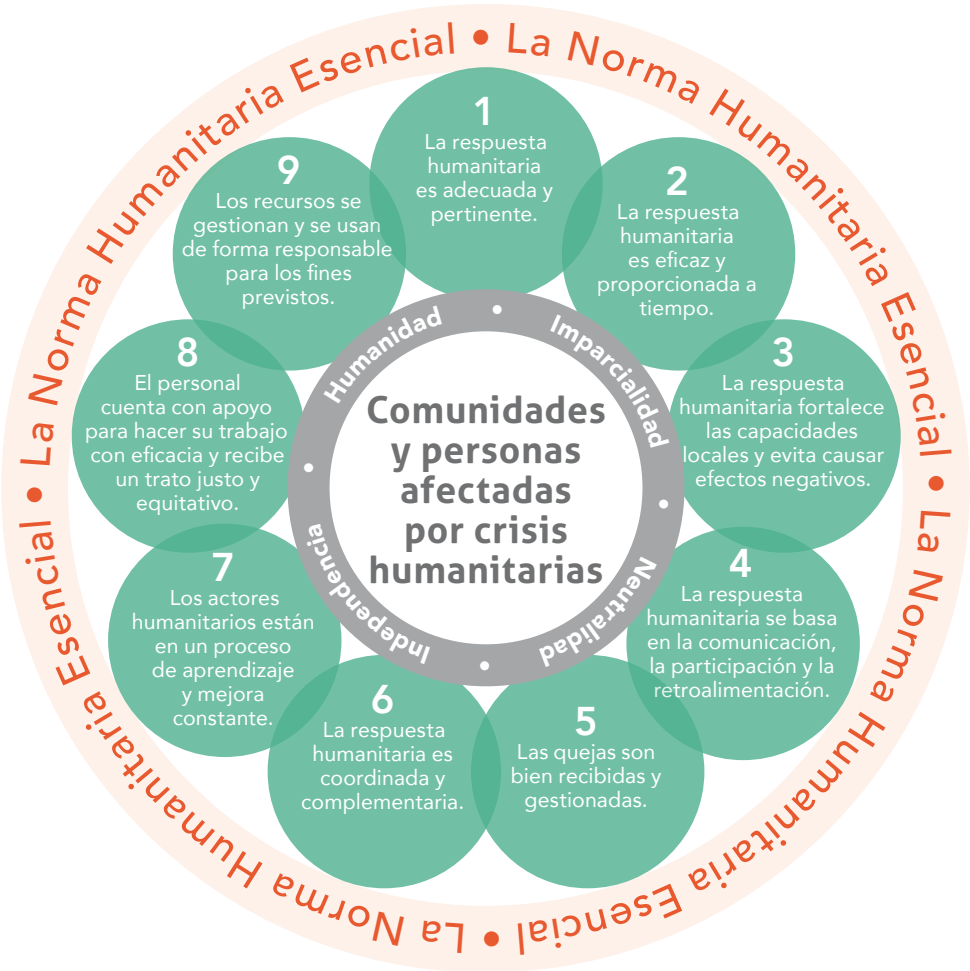 La Norma Humanitaria Esencial • La Norma Humanitaria Esencial • La Norma Humanitaria Esencial • La Norma Humanitaria Esencial •
1
La respuesta
humanitaria
es adecuada y
pertinente.
2
La respuesta
humanitaria
es eficaz y
proporcionada a
tiempo.
3
La respuesta
humanitaria fortalece
las capacidades
locales y evita causar
efectos negativos.
4
La respuesta
humanitaria se basa
en la comunicación,
la participación y la
retroalimentación.
5
Las quejas son
bien recibidas y
gestionadas.
6
La respuesta
humanitaria es
coordinada y
complementaria.
7
Los actores
humanitarios están
en un proceso
de aprendizaje
y mejora
constante.
8
El personal
cuenta con apoyo
para hacer su trabajo
con eficacia y recibe
un trato justo y
equitativo.
9
Los recursos se
gestionan y se usan
de forma responsable
para los fines
previstos.
Humanidad • Imparcialidad • Neutralidad • Independencia •
Comunidades
y personas
afectadas
por crisis
humanitarias